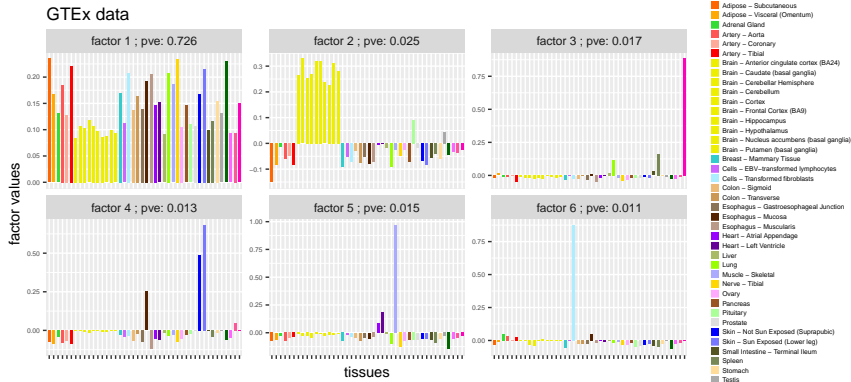 GTEx data
factor 1 ; pve: 0.726
factor 2 ; pve: 0.025
factor 3 ; pve: 0.017
0.20
0.15
0.10
0.05
0.00
0.3
0.2
0.1
0.0
−0.1
0.75
0.50
0.25
0.00
factor 4 ; pve: 0.013
factor 5 ; pve: 0.015
factor 6 ; pve: 0.011
0.50
0.25
0.00
1.00
0.75
0.50
0.25
0.00
0.75
0.50
0.25
0.00
factor values
tissues
Adipose − Subcutaneous
Adipose − Visceral (Omentum)
Adrenal Gland
Artery − Aorta
Artery − Coronary
Artery − Tibial
Brain − Anterior cingulate cortex (BA24)
Brain − Caudate (basal ganglia)
Brain − Cerebellar Hemisphere
Brain − Cerebellum
Brain − Cortex
Brain − Frontal Cortex (BA9)
Brain − Hippocampus
Brain − Hypothalamus
Brain − Nucleus accumbens (basal ganglia)
Brain − Putamen (basal ganglia)
Breast − Mammary Tissue
Cells − EBV−transformed lymphocytes
Cells − Transformed fibroblasts
Colon − Sigmoid
Colon − Transverse
Esophagus − Gastroesophageal Junction
Esophagus − Mucosa
Esophagus − Muscularis
Heart − Atrial Appendage
Heart − Left Ventricle
Liver
Lung
Muscle − Skeletal
Nerve − Tibial
Ovary
Pancreas
Pituitary
Prostate
Skin − Not Sun Exposed (Suprapubic)
Skin − Sun Exposed (Lower leg)
Small Intestine − Terminal Ileum
Spleen
Stomach
Testis